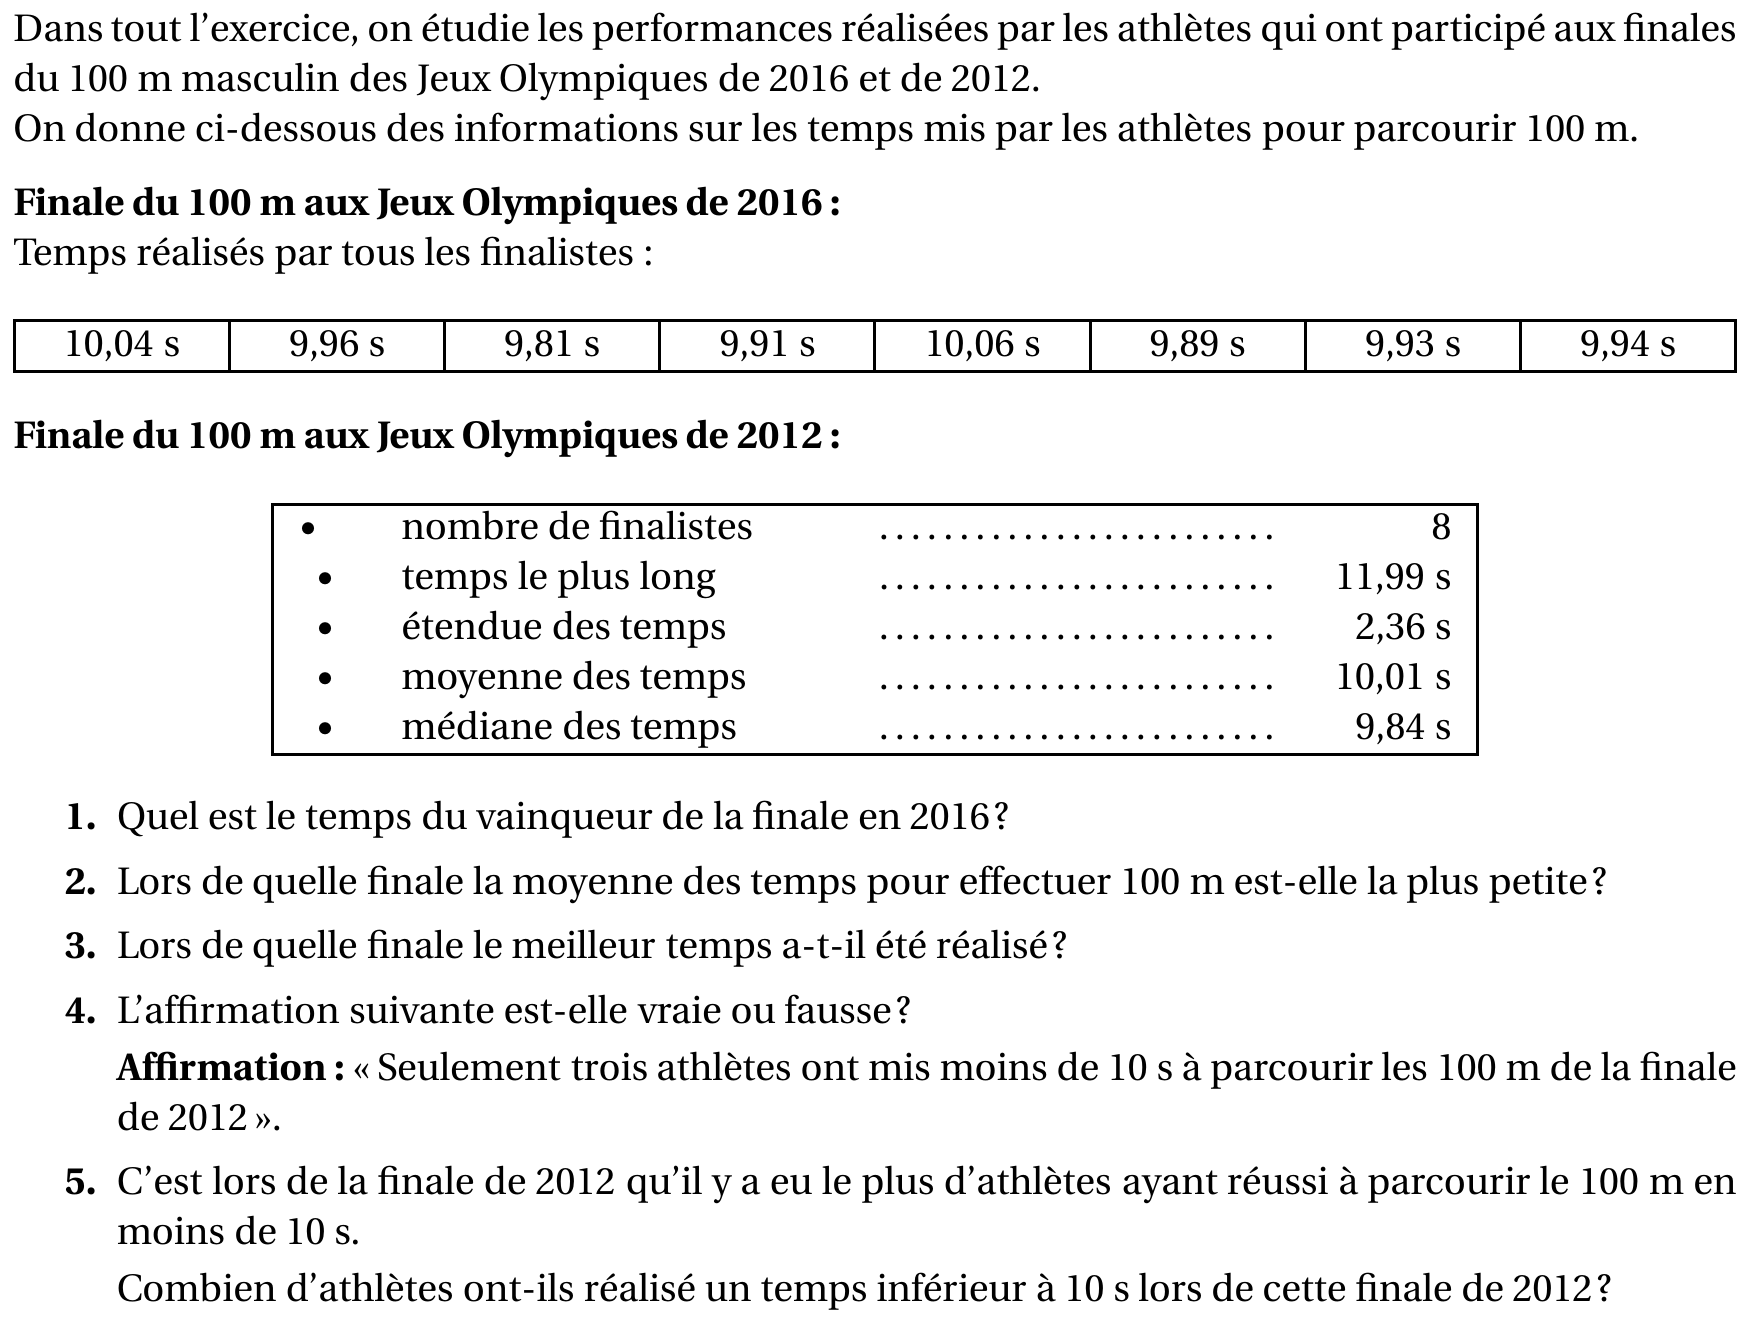 Dans tout l'exercice, on étudie les performances réalisées par les athlètes qui ont participé aux finales
du 100 m masculin des Jeux Olympiques de 2016 et de 2012.
On donne ci-dessous des informations sur les temps mis par les athlètes pour parcourir 100 m.
Finale du 100 m aux Jeux Olympiques de 2016 :
Temps réalisés par tous les finalistes :
10,04 s 9,96 s 9,81 s 9,91 s 10,06 s 9,89 s 9,93 s 9,94 s
Finale du 100 m aux Jeux Olympiques de 2012 :
• nombre de finalistes ......................... 8
• temps le plus long ......................... 11,99 s
• étendue des temps ......................... 2,36 s
• moyenne des temps ......................... 10,01 s
• médiane des temps ......................... 9,84 s
1. Quel est le temps du vainqueur de la finale en 2016 ?
2. Lors de quelle finale la moyenne des temps pour effectuer 100 m est-elle la plus petite ?
3. Lors de quelle finale le meilleur temps a-t-il été réalisé ?
4. L'affirmation suivante est-elle vraie ou fausse ?
Affirmation : « Seulement trois athlètes ont mis moins de 10 s à parcourir les 100 m de la finale
de 2012 ».
5. C'est lors de la finale de 2012 qu'il y a eu le plus d'athlètes ayant réussi à parcourir le 100 m en
moins de 10 s.
Combien d'athlètes ont-ils réalisé un temps inférieur à 10 s lors de cette finale de 2012 ?